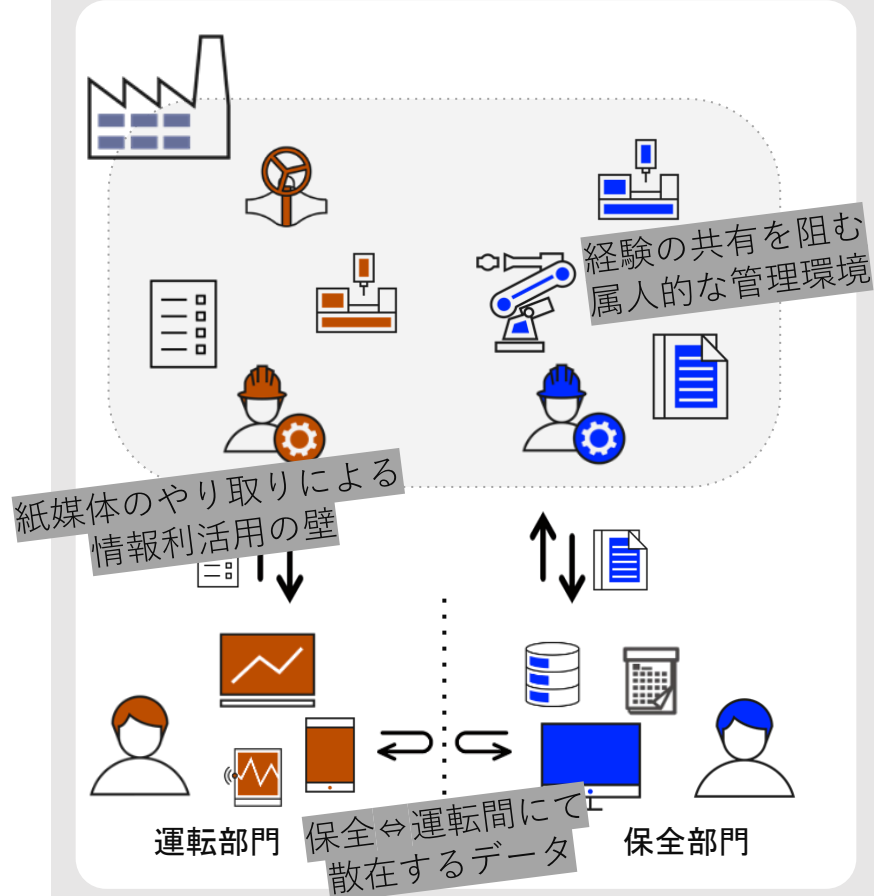 経験の共有を阻む
属人的な管理環境
紙媒体のやり取りによる
情報利活用の壁
運転部門
保全⇔運転間にて
散在するデータ
保全部門